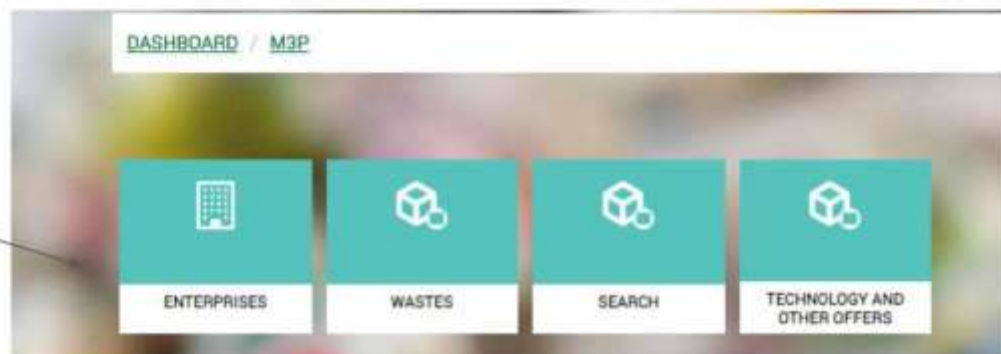 DASHBOARD / M3P
ENTERPRISES
WASTES
SEARCH
TECHNOLOGY AND
OTHER OFFERS